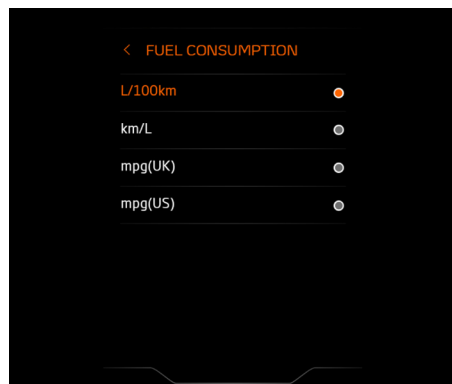 < FUEL CONSUMPTION
L/100km
km/L
mpg(UK)
mpg(US)